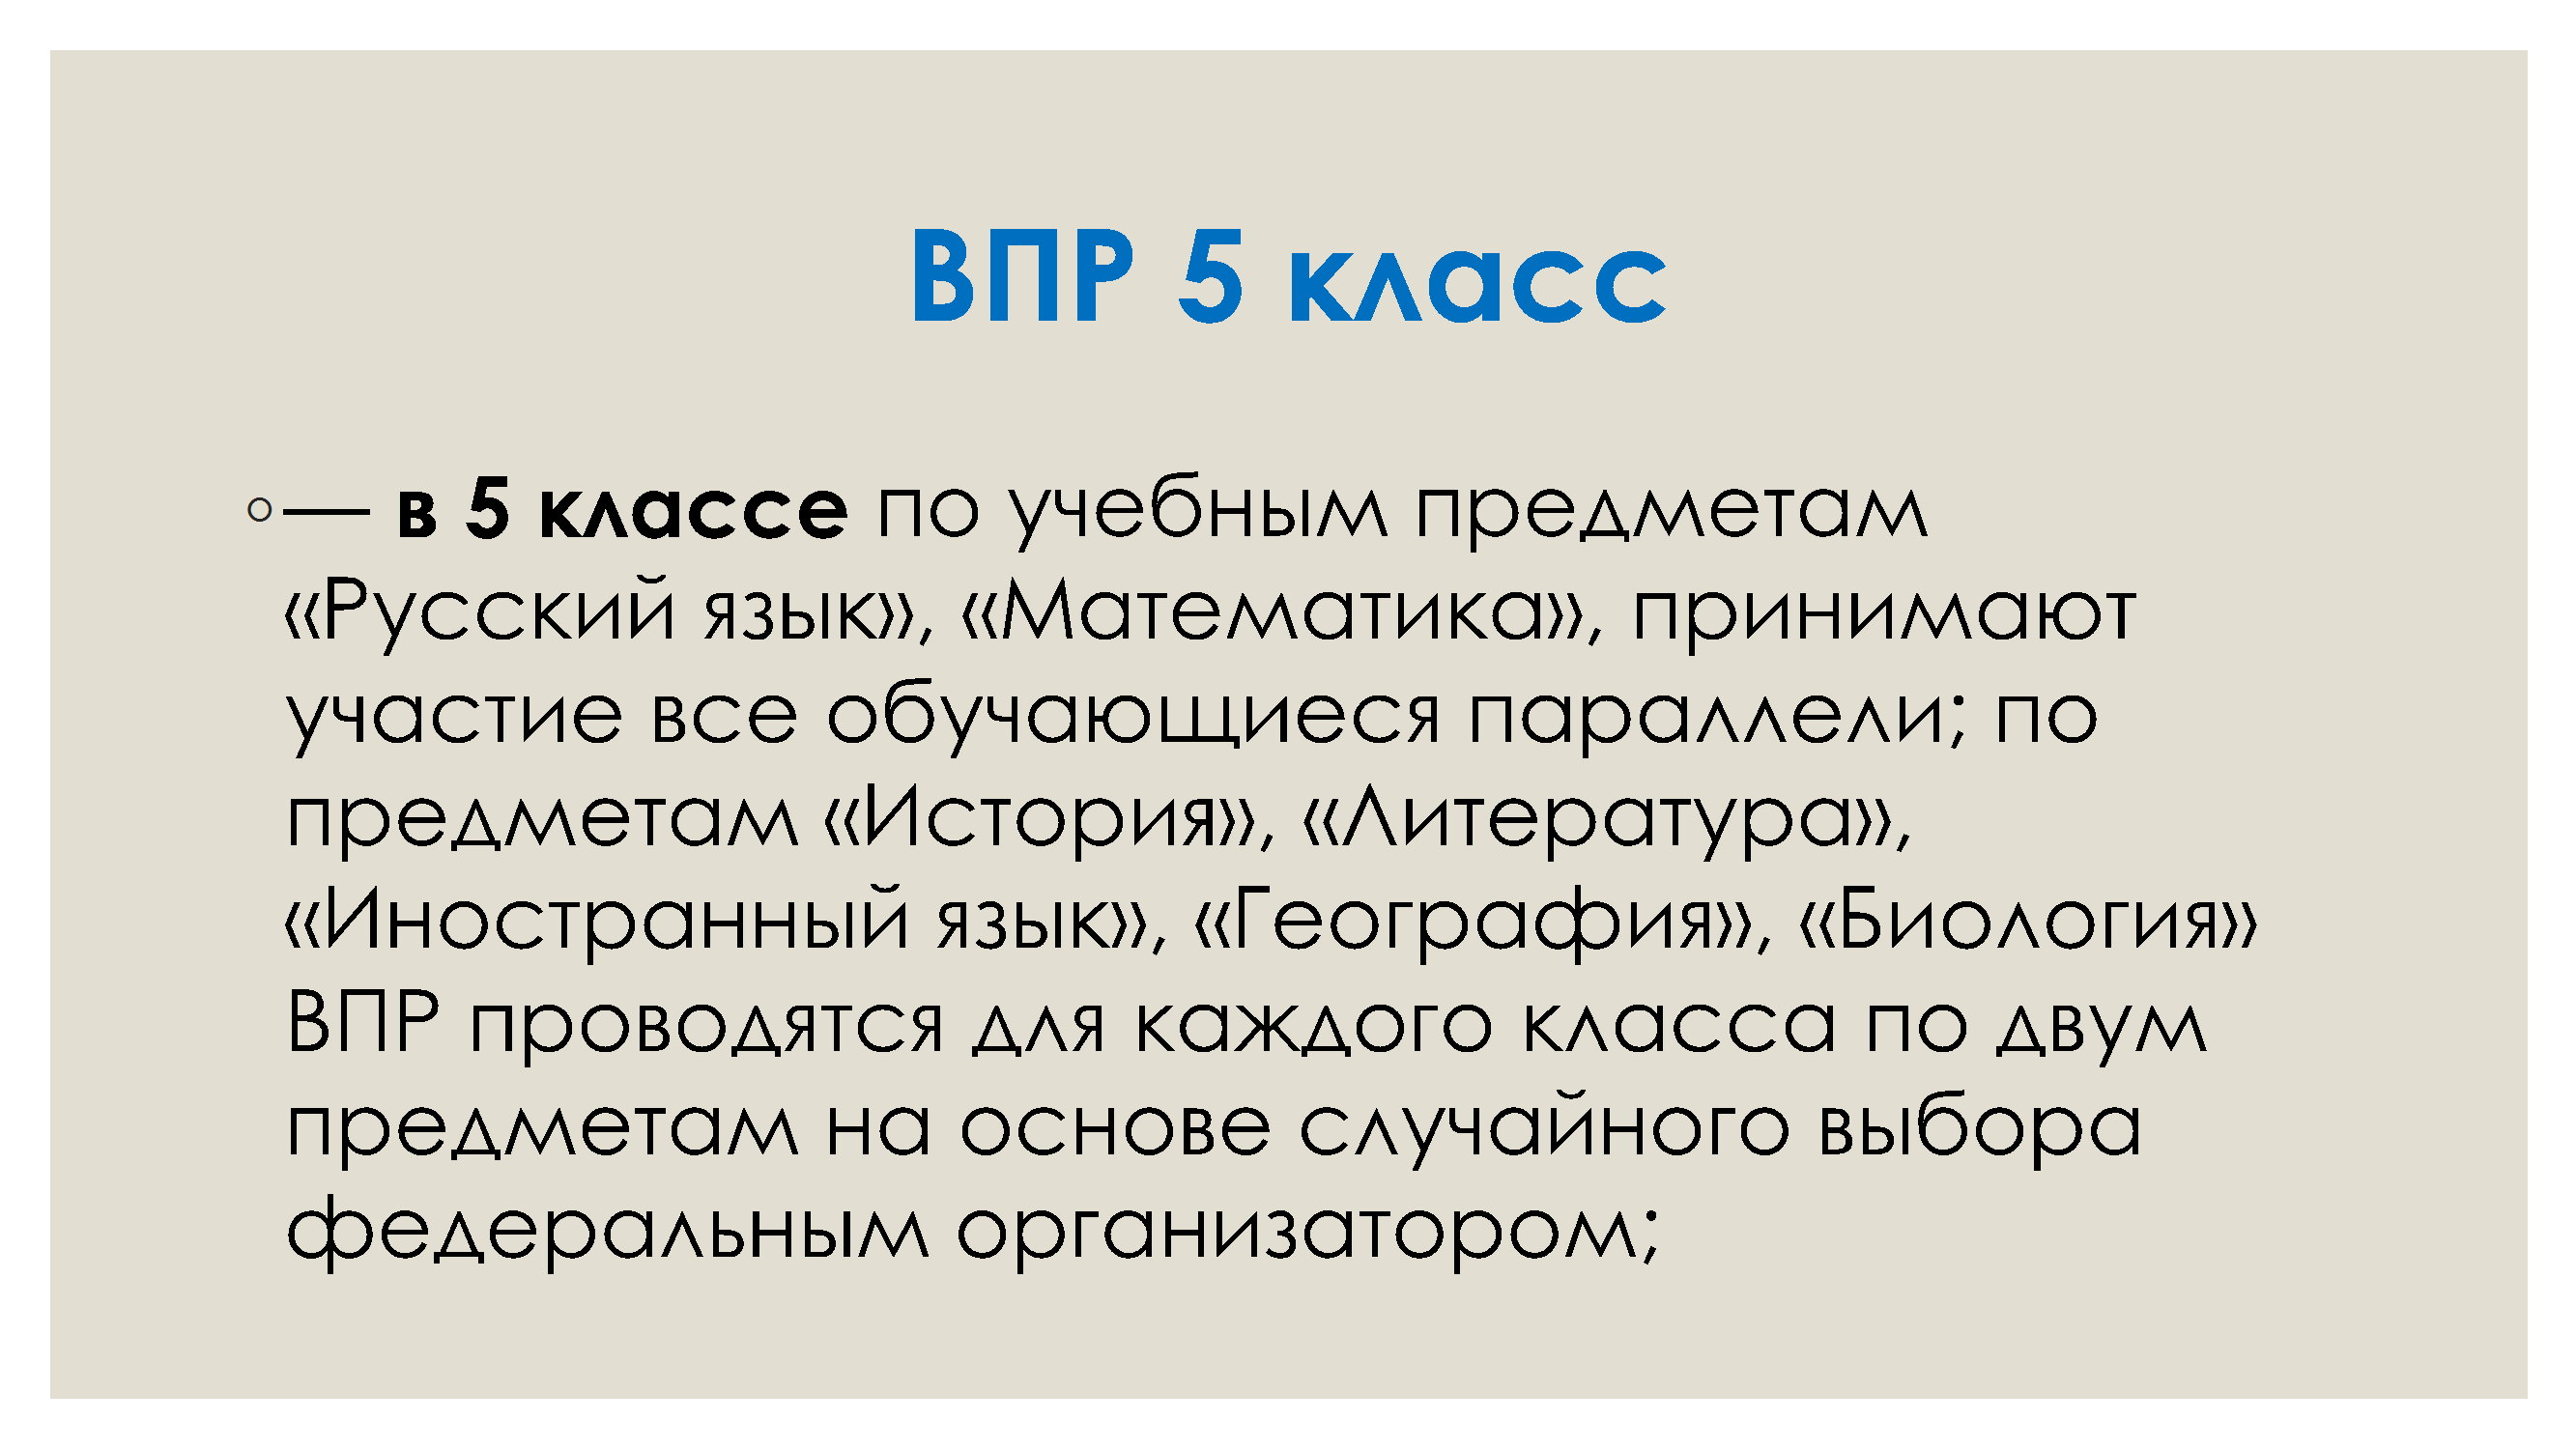 ВПР 5 класс
◦— в 5 классе по учебным предметам
«Русский язык», «Математика», принимают
участие все обучающиеся параллели; по
предметам «История», «Литература»,
«Иностранный язык», «География», «Биология»
ВПР проводятся для каждого класса по двум
предметам на основе случайного выбора
федеральным организатором;